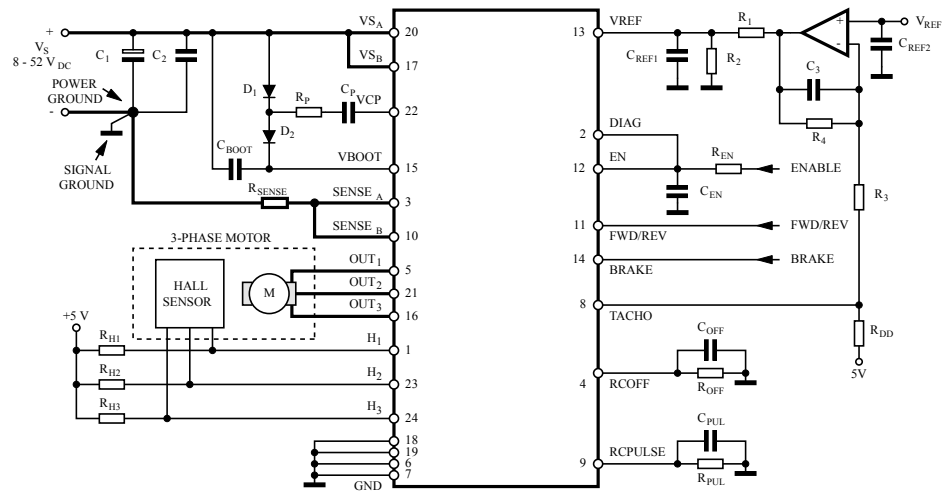 +
V_S
8 - 52 V_DC
-
POWER
GROUND
SIGNAL
GROUND
C_1
C_2
D_1
D_2
R_P
C_P
C_BOOT
R_SENSE
VS_A
20
VS_B
17
VCP
22
VBOOT
15
SENSE_A
3
SENSE_B
10
3-PHASE MOTOR
HALL
SENSOR
M
OUT_1
5
OUT_2
21
OUT_3
16
+5 V
R_H1
H_1
1
R_H2
H_2
23
R_H3
H_3
24
18
19
6
7
GND
13
VREF
R_1
C_REF1
R_2
+
-
V_REF
C_REF2
C_3
R_4
2
DIAG
12
EN
R_EN
ENABLE
C_EN
R_3
11
FWD/REV
FWD/REV
14
BRAKE
BRAKE
8
TACHO
R_DD
5V
4
RCOFF
C_OFF
R_OFF
9
RCPULSE
C_PUL
R_PUL